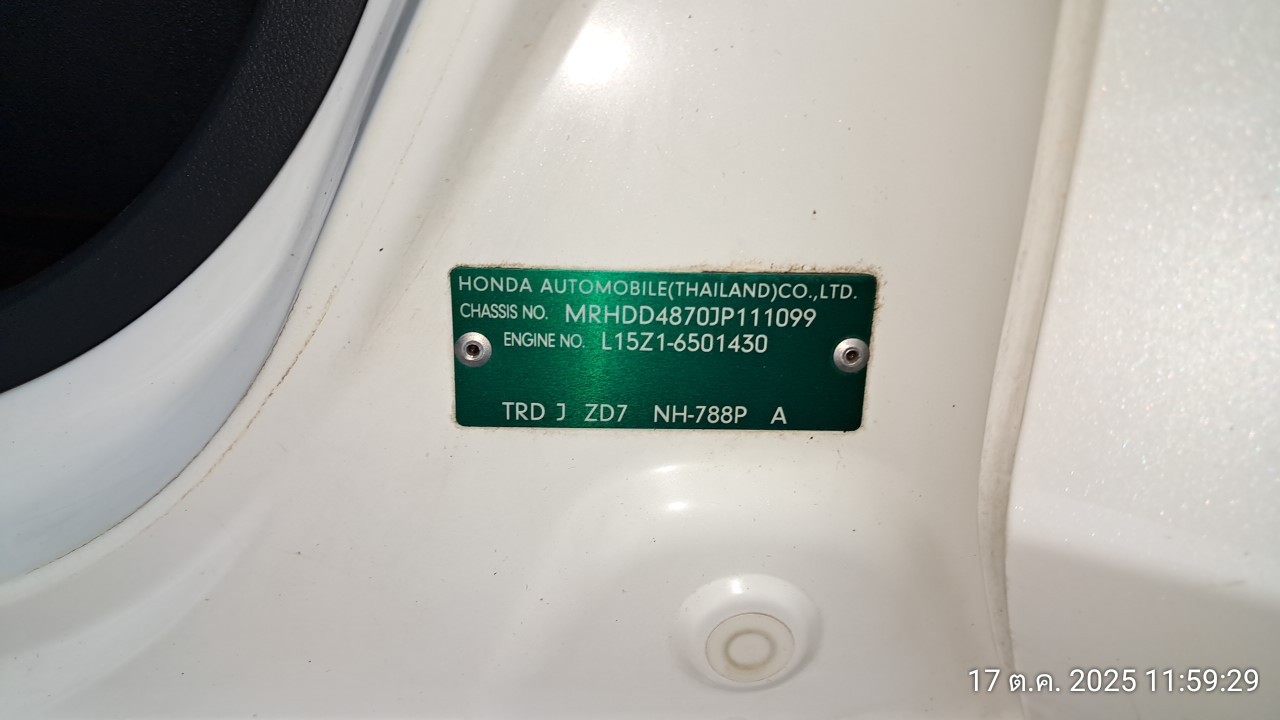 HONDA AUTOMOBILE(THAILAND)CO.,LTD.
CHASSIS NO. MRHDD4870JP111099
ENGINE NO. L15Z1-6501430
TRD J ZD7 NH-788P A
17 ต.ค. 2025 11:59:29